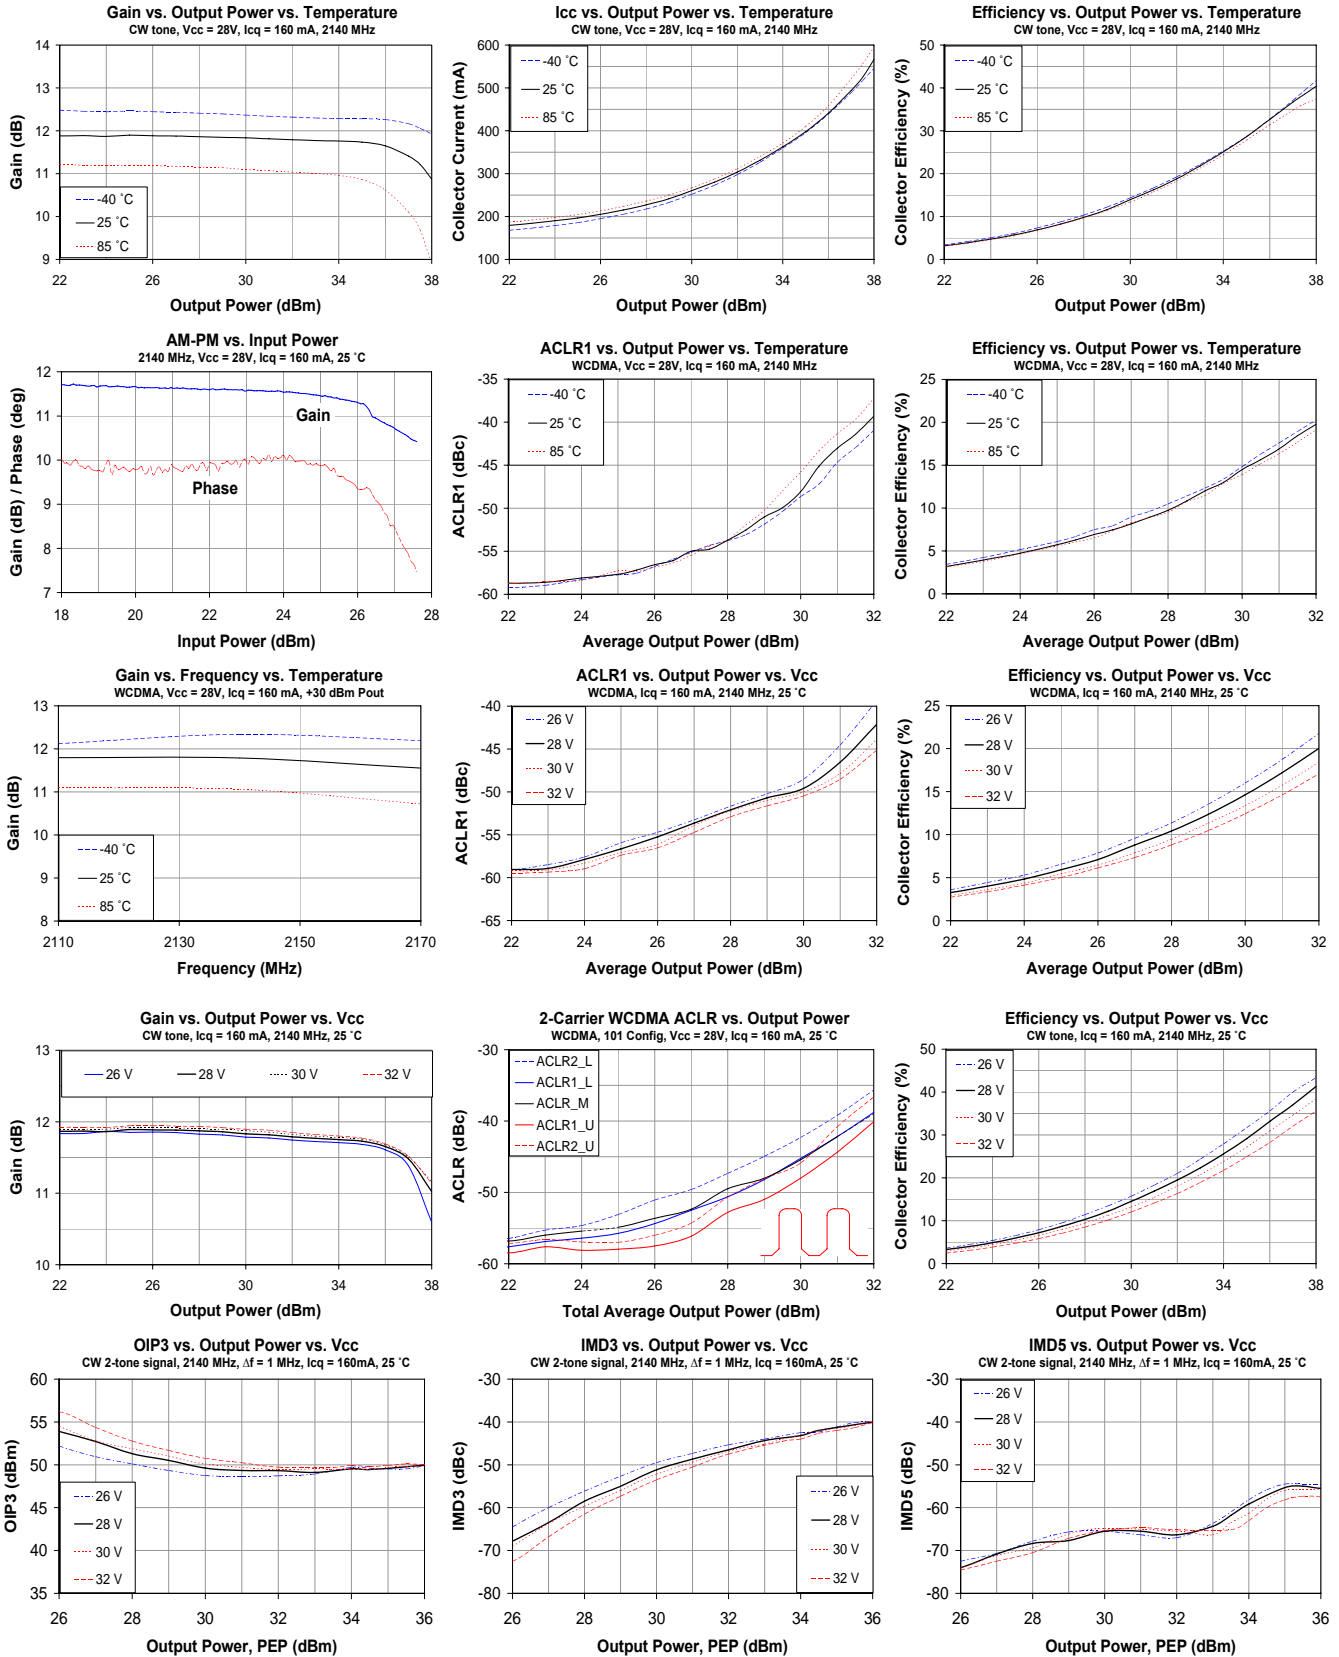 Gain vs. Output Power vs. Temperature
CW tone, Vcc = 28V, Icq = 160 mA, 2140 MHz
Gain (dB)
14
13
12
11
10
9
-40 ˚C
25 ˚C
85 ˚C
22 26 30 34 38
Output Power (dBm)
Icc vs. Output Power vs. Temperature
CW tone, Vcc = 28V, Icq = 160 mA, 2140 MHz
Collector Current (mA)
600
500
400
300
200
100
-40 ˚C
25 ˚C
85 ˚C
22 26 30 34 38
Output Power (dBm)
Efficiency vs. Output Power vs. Temperature
CW tone, Vcc = 28V, Icq = 160 mA, 2140 MHz
Collector Efficiency (%)
50
40
30
20
10
0
-40 ˚C
25 ˚C
85 ˚C
22 26 30 34 38
Output Power (dBm)
AM-PM vs. Input Power
2140 MHz, Vcc = 28V, Icq = 160 mA, 25 ˚C
Gain (dB) / Phase (deg)
12
11
10
9
8
7
Gain
Phase
18 20 22 24 26 28
Input Power (dBm)
ACLR1 vs. Output Power vs. Temperature
WCDMA, Vcc = 28V, Icq = 160 mA, 2140 MHz
ACLR1 (dBc)
-35
-40
-45
-50
-55
-60
-40 ˚C
25 ˚C
85 ˚C
22 24 26 28 30 32
Average Output Power (dBm)
Efficiency vs. Output Power vs. Temperature
WCDMA, Vcc = 28V, Icq = 160 mA, 2140 MHz
Collector Efficiency (%)
25
20
15
10
5
0
-40 ˚C
25 ˚C
85 ˚C
22 24 26 28 30 32
Average Output Power (dBm)
Gain vs. Frequency vs. Temperature
WCDMA, Vcc = 28V, Icq = 160 mA, +30 dBm Pout
Gain (dB)
13
12
11
10
9
8
-40 ˚C
25 ˚C
85 ˚C
2110 2130 2150 2170
Frequency (MHz)
ACLR1 vs. Output Power vs. Vcc
WCDMA, Icq = 160 mA, 2140 MHz, 25 ˚C
ACLR1 (dBc)
-40
-45
-50
-55
-60
-65
26 V
28 V
30 V
32 V
22 24 26 28 30 32
Average Output Power (dBm)
Efficiency vs. Output Power vs. Vcc
WCDMA, Icq = 160 mA, 2140 MHz, 25 ˚C
Collector Efficiency (%)
25
20
15
10
5
0
26 V
28 V
30 V
32 V
22 24 26 28 30 32
Average Output Power (dBm)
Gain vs. Output Power vs. Vcc
CW tone, Icq = 160 mA, 2140 MHz, 25 ˚C
Gain (dB)
13
12
11
10
26 V 28 V 30 V 32 V
22 26 30 34 38
Output Power (dBm)
2-Carrier WCDMA ACLR vs. Output Power
WCDMA, 101 Config, Vcc = 28V, Icq = 160 mA, 25 ˚C
ACLR (dBc)
-30
-40
-50
-60
ACLR2_L
ACLR1_L
ACLR_M
ACLR1_U
ACLR2_U
22 24 26 28 30 32
Total Average Output Power (dBm)
Efficiency vs. Output Power vs. Vcc
CW tone, Icq = 160 mA, 2140 MHz, 25 ˚C
Collector Efficiency (%)
50
40
30
20
10
0
26 V
28 V
30 V
32 V
22 26 30 34 38
Output Power (dBm)
OIP3 vs. Output Power vs. Vcc
CW 2-tone signal, 2140 MHz, Δf = 1 MHz, Icq = 160mA, 25 ˚C
OIP3 (dBm)
60
55
50
45
40
35
26 V
28 V
30 V
32 V
26 28 30 32 34 36
Output Power, PEP (dBm)
IMD3 vs. Output Power vs. Vcc
CW 2-tone signal, 2140 MHz, Δf = 1 MHz, Icq = 160mA, 25 ˚C
IMD3 (dBc)
-30
-40
-50
-60
-70
-80
26 V
28 V
30 V
32 V
26 28 30 32 34 36
Output Power, PEP (dBm)
IMD5 vs. Output Power vs. Vcc
CW 2-tone signal, 2140 MHz, Δf = 1 MHz, Icq = 160mA, 25 ˚C
IMD5 (dBc)
-30
-40
-50
-60
-70
-80
26 V
28 V
30 V
32 V
26 28 30 32 34 36
Output Power, PEP (dBm)